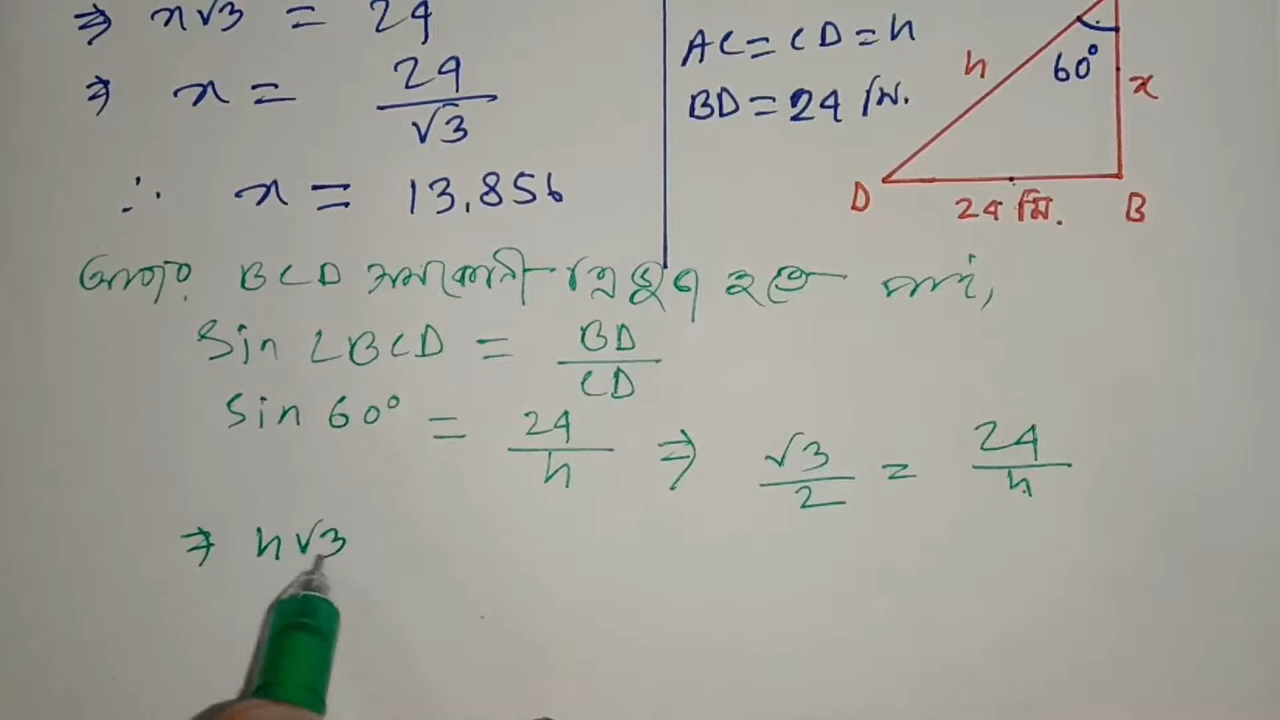 ⇒ x√3 = 24
⇒ x = 24/√3
∴ x = 13.856
AC = CD = h
BD = 24 মি.
h
60°
x
D
24 মি.
B
আবার, BCD সমকোণী ত্রিভুজ হতে পাই,
Sin ∠BCD = BD/CD
Sin 60° = 24/h ⇒ √3/2 = 24/h
⇒ h√3